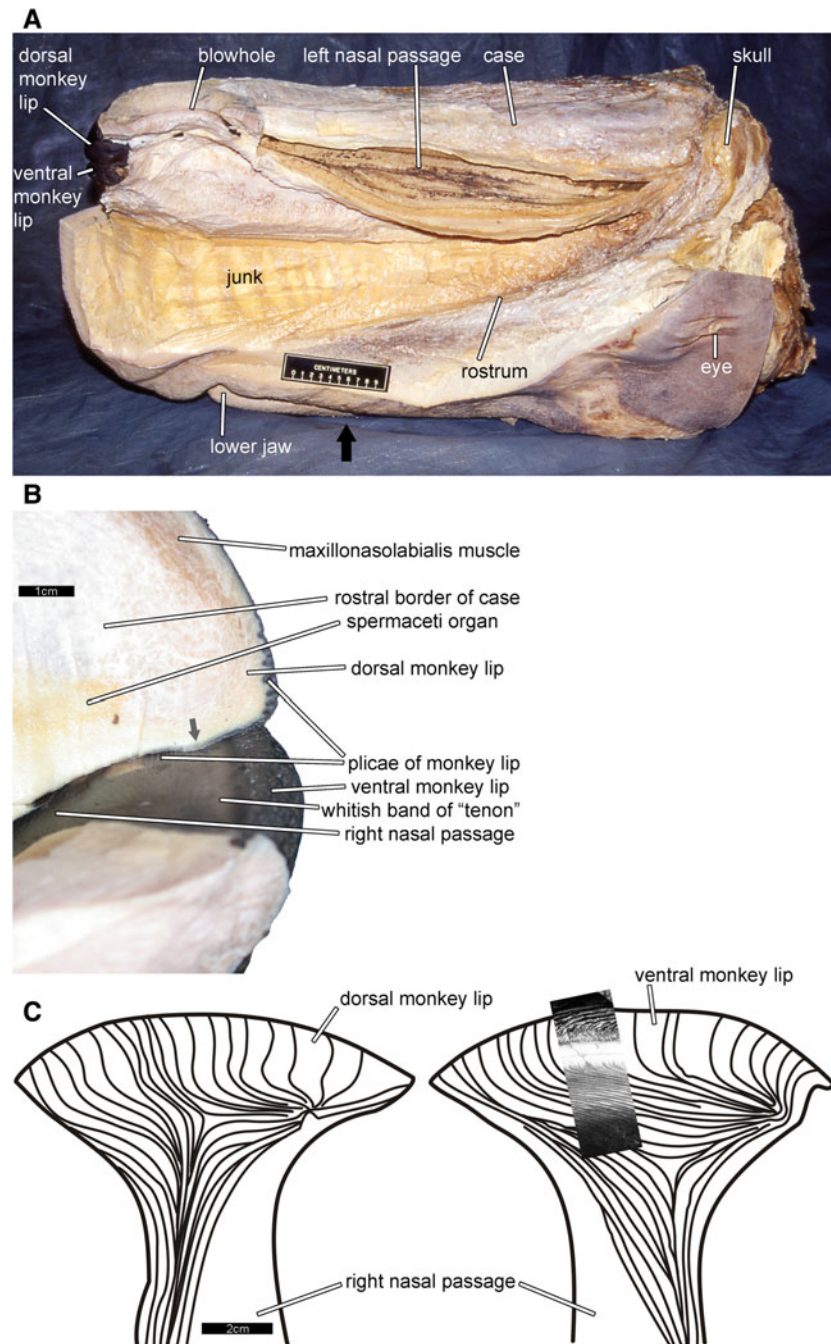 A
dorsal monkey lip
blowhole
left nasal passage
case
skull
ventral monkey lip
junk
CENTIMETERS
rostrum
eye
lower jaw
B
maxillonasolabialis muscle
1cm
rostral border of case
spermaceti organ
dorsal monkey lip
plicae of monkey lip
ventral monkey lip
whitish band of "tenon"
right nasal passage
C
dorsal monkey lip
ventral monkey lip
right nasal passage
2cm